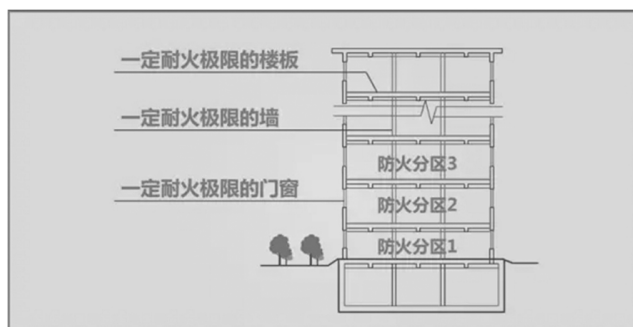 一定耐火极限的楼板
一定耐火极限的墙
防火分区3
一定耐火极限的门窗
防火分区2
防火分区1